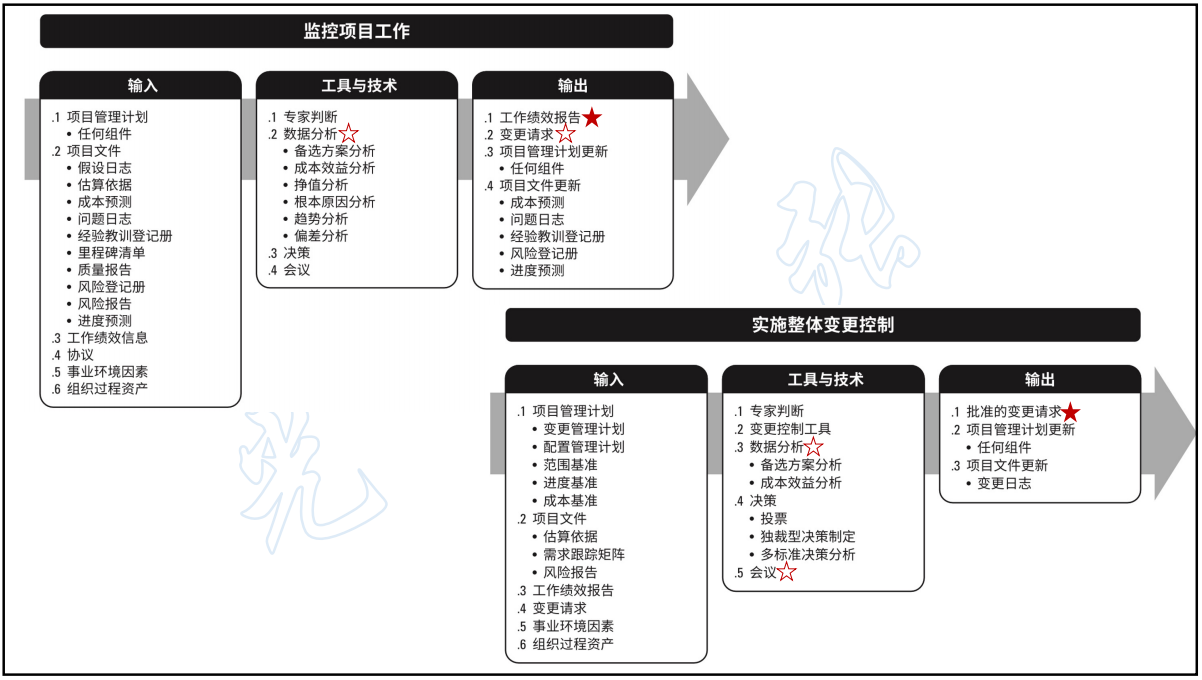 监控项目工作
输入
.1 项目管理计划
• 任何组件
.2 项目文件
• 假设日志
• 估算依据
• 成本预测
• 问题日志
• 经验教训登记册
• 里程碑清单
• 质量报告
• 风险登记册
• 风险报告
• 进度预测
.3 工作绩效信息
.4 协议
.5 事业环境因素
.6 组织过程资产
工具与技术
.1 专家判断
.2 数据分析☆
• 备选方案分析
• 成本效益分析
• 挣值分析
• 根本原因分析
• 趋势分析
• 偏差分析
.3 决策
.4 会议
输出
.1 工作绩效报告★
.2 变更请求☆
.3 项目管理计划更新
• 任何组件
.4 项目文件更新
• 成本预测
• 问题日志
• 经验教训登记册
• 风险登记册
• 进度预测
实施整体变更控制
输入
.1 项目管理计划
• 变更管理计划
• 配置管理计划
• 范围基准
• 进度基准
• 成本基准
.2 项目文件
• 估算依据
• 需求跟踪矩阵
• 风险报告
.3 工作绩效报告
.4 变更请求
.5 事业环境因素
.6 组织过程资产
工具与技术
.1 专家判断
.2 变更控制工具
.3 数据分析☆
• 备选方案分析
• 成本效益分析
.4 决策
• 投票
• 独裁型决策制定
• 多标准决策分析
.5 会议☆
输出
.1 批准的变更请求★
.2 项目管理计划更新
• 任何组件
.3 项目文件更新
• 变更日志